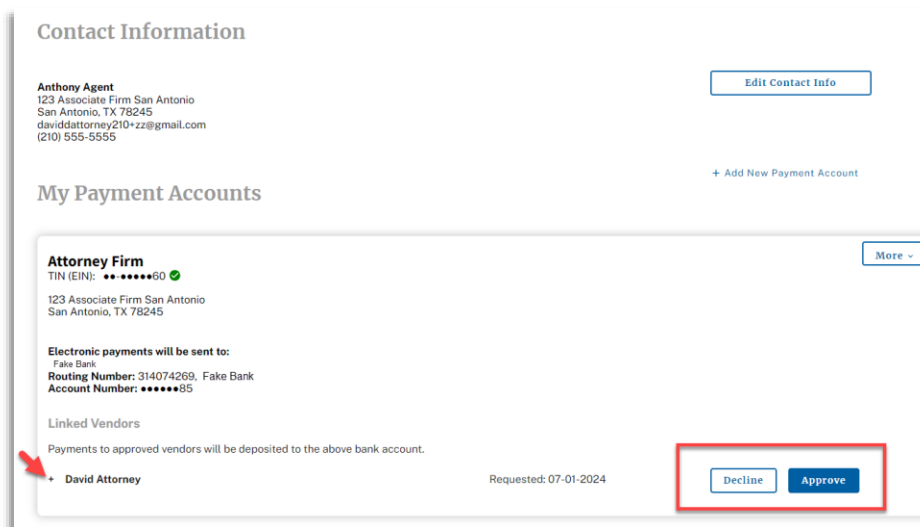 Contact Information
Anthony Agent
123 Associate Firm San Antonio
San Antonio, TX 78245
daviddattorney210+zz@gmail.com
(210) 555-5555
Edit Contact Info
+ Add New Payment Account
My Payment Accounts
Attorney Firm
More
TIN (EIN): ●●-●●●●●60
123 Associate Firm San Antonio
San Antonio, TX 78245
Electronic payments will be sent to:
Fake Bank
Routing Number: 314074269, Fake Bank
Account Number: ●●●●●●85
Linked Vendors
Payments to approved vendors will be deposited to the above bank account.
+ David Attorney Requested: 07-01-2024 Decline Approve